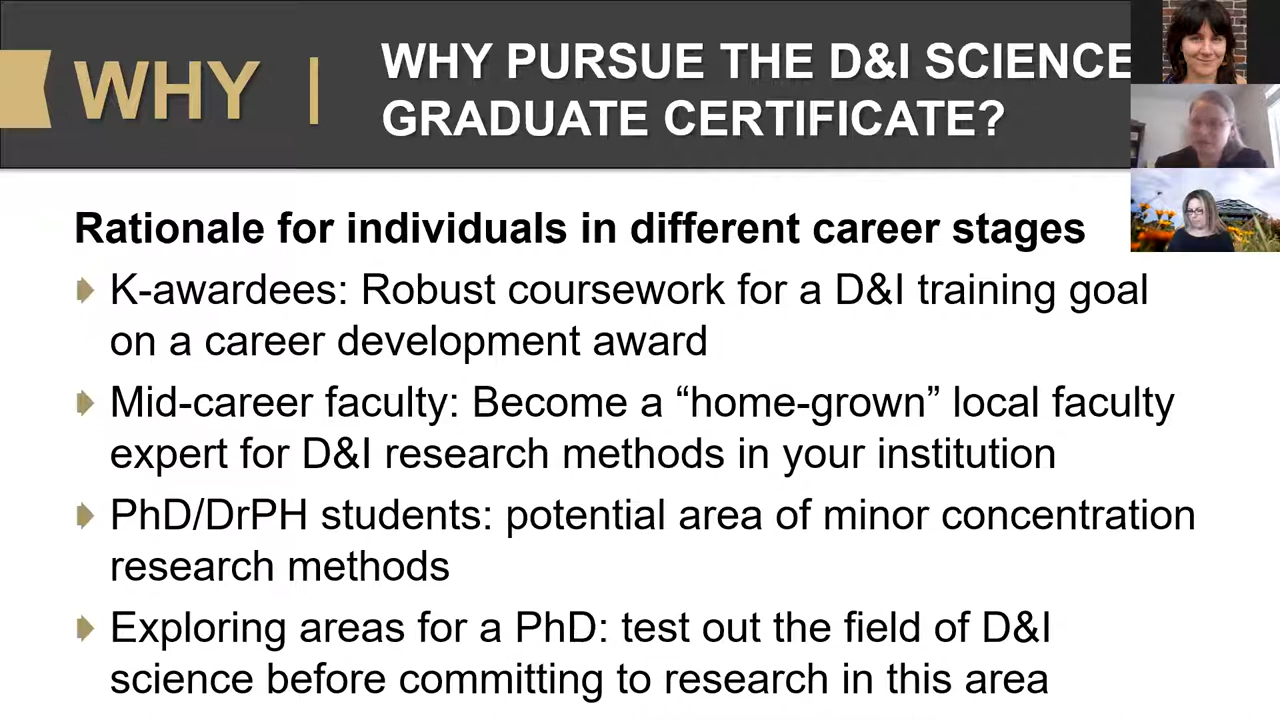 WHY
WHY PURSUE THE D&I SCIENCE
GRADUATE CERTIFICATE?
Rationale for individuals in different career stages
K-awardees: Robust coursework for a D&I training goal
on a career development award
Mid-career faculty: Become a “home-grown” local faculty
expert for D&I research methods in your institution
PhD/DrPH students: potential area of minor concentration
research methods
Exploring areas for a PhD: test out the field of D&I
science before committing to research in this area